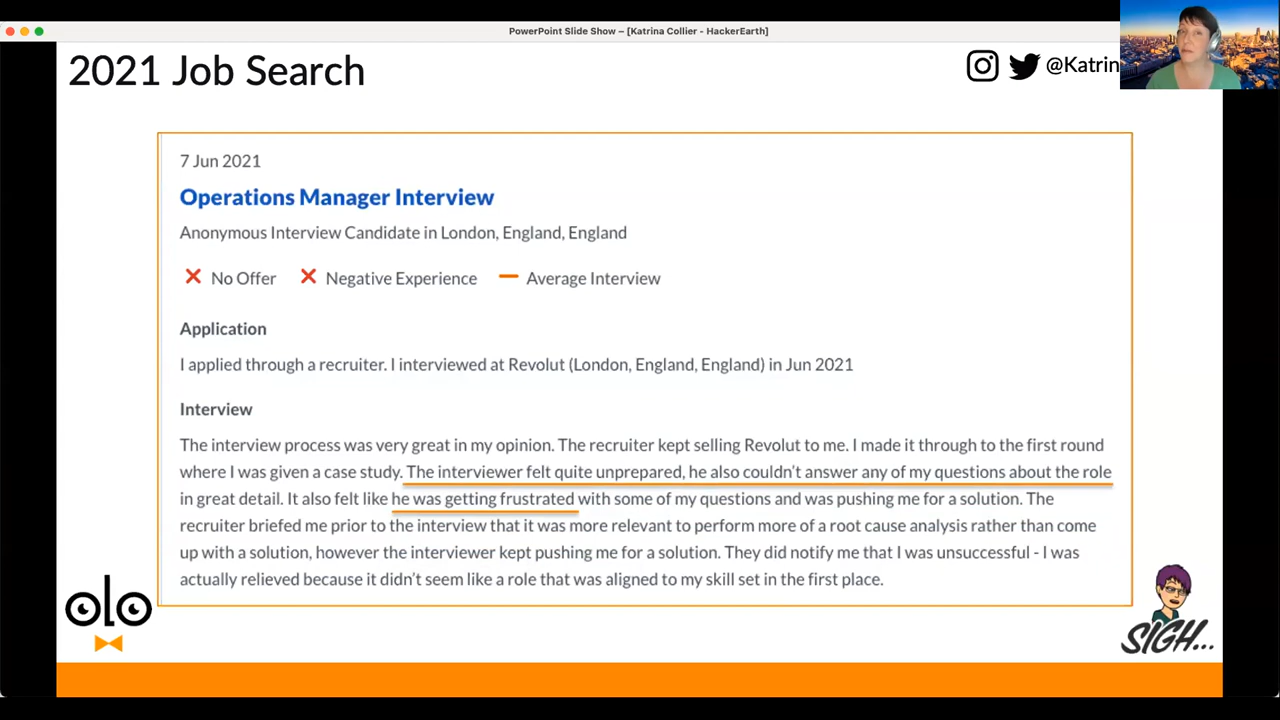 PowerPoint Slide Show – [Katrina Collier - HackerEarth]
2021 Job Search
@Katrin
7 Jun 2021
Operations Manager Interview
Anonymous Interview Candidate in London, England, England
No Offer Negative Experience Average Interview
Application
I applied through a recruiter. I interviewed at Revolut (London, England, England) in Jun 2021
Interview
The interview process was very great in my opinion. The recruiter kept selling Revolut to me. I made it through to the first round
where I was given a case study. The interviewer felt quite unprepared, he also couldn't answer any of my questions about the role
in great detail. It also felt like he was getting frustrated with some of my questions and was pushing me for a solution. The
recruiter briefed me prior to the interview that it was more relevant to perform more of a root cause analysis rather than come
up with a solution, however the interviewer kept pushing me for a solution. They did notify me that I was unsuccessful - I was
actually relieved because it didn't seem like a role that was aligned to my skill set in the first place.
olo
SIGH...